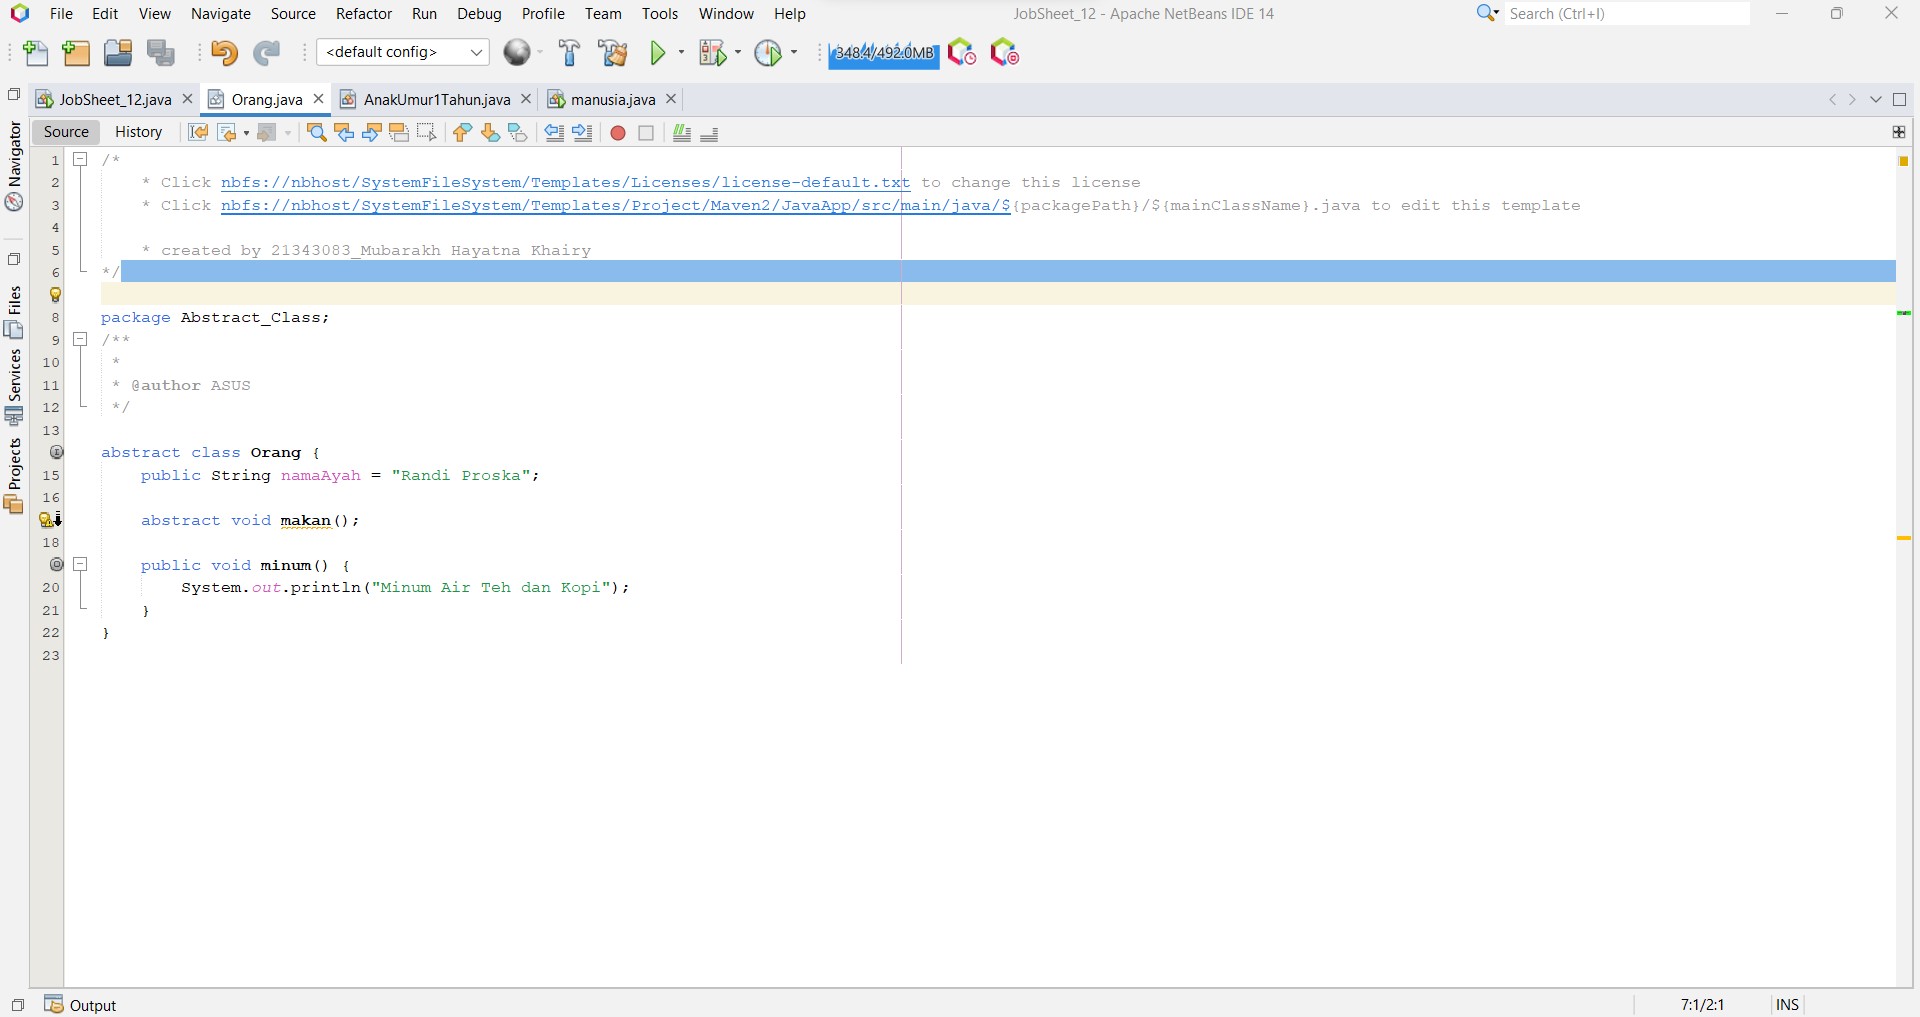 File Edit View Navigate Source Refactor Run Debug Profile Team Tools Window Help JobSheet_12 - Apache NetBeans IDE 14 Search (Ctrl+I)
<default config> 348.4/492.0MB
JobSheet_12.java Orang.java AnakUmur1Tahun.java manusia.java
Source History
Navigator
Files
Services
Projects
1 /*
2 * Click nbfs://nbhost/SystemFileSystem/Templates/Licenses/license-default.txt to change this license
3 * Click nbfs://nbhost/SystemFileSystem/Templates/Project/Maven2/JavaApp/src/main/java/${packagePath}/${mainClassName}.java to edit this template
4
5 * created by 21343083_Mubarakh Hayatna Khairy
6 */
8 package Abstract_Class;
9 /**
10 *
11 * @author ASUS
12 */
13
abstract class Orang {
15 public String namaAyah = "Randi Proska";
16
abstract void makan();
18
public void minum() {
20 System.out.println("Minum Air Teh dan Kopi");
21 }
22 }
23
Output 7:1/2:1 INS